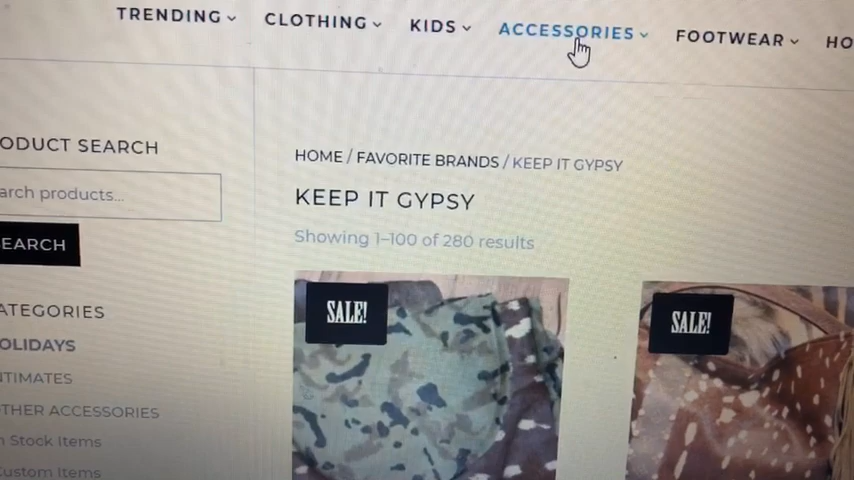 TRENDING CLOTHING KIDS ACCESSORIES FOOTWEAR
HOME / FAVORITE BRANDS / KEEP IT GYPSY
KEEP IT GYPSY
Showing 1–100 of 280 results
SALE!
SALE!
ODUCT SEARCH
arch products...
EARCH
ATEGORIES
OLIDAYS
NTIMATES
THER ACCESSORIES
n Stock Items
Custom Items